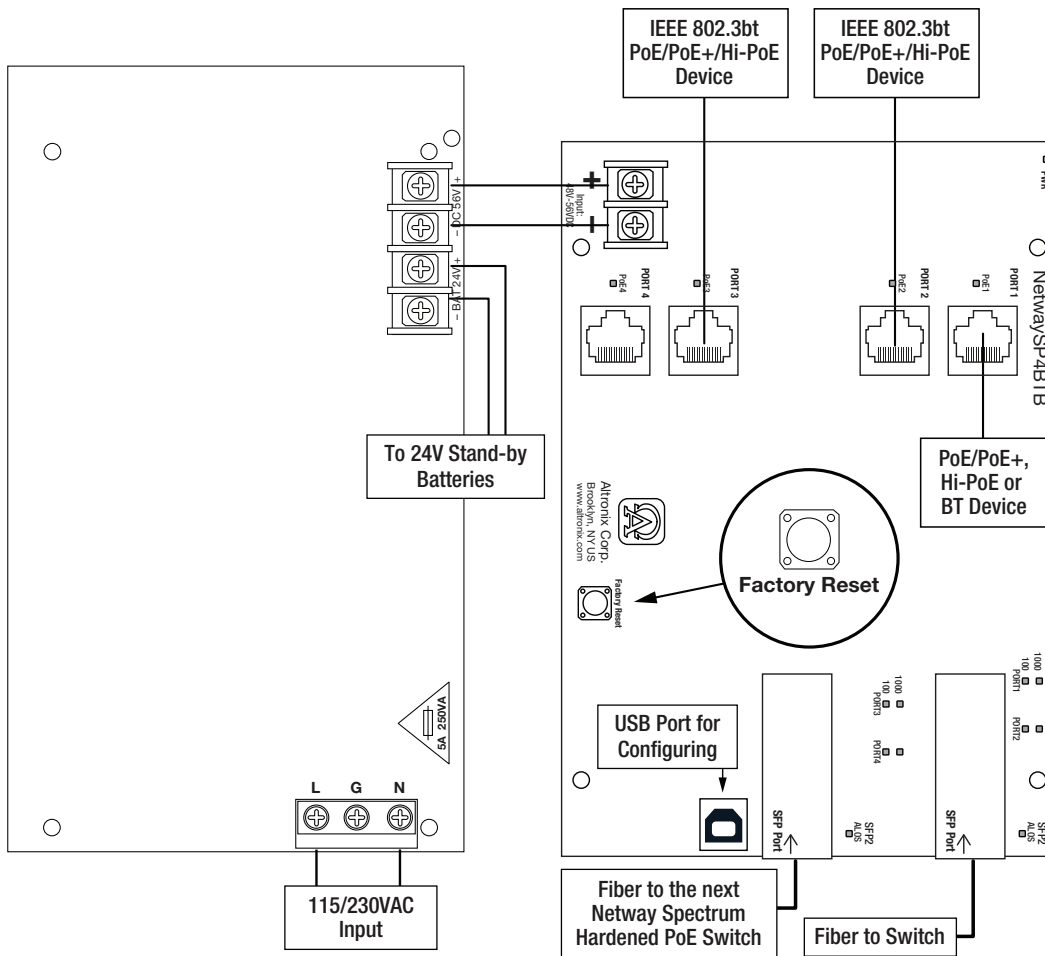 IEEE 802.3bt
PoE/PoE+/Hi-PoE
Device
IEEE 802.3bt
PoE/PoE+/Hi-PoE
Device
– DC 56V +
– BAT 24V +
+
–
Input:
48V-56VDC
PoE4
PORT 4
PoE3
PORT 3
PoE2
PORT 2
PoE1
PORT 1
NetwaySP4BTB
To 24V Stand-by
Batteries
PoE/PoE+,
Hi-PoE or
BT Device
Altronix Corp.
Brooklyn, NY US
www.altronix.com
Factory Reset
Factory Reset
5A 250VA
L G N
115/230VAC
Input
USB Port for
Configuring
100 1000
PORT3
PORT4
100 1000
PORT1
PORT2
SFP Port
SFP2
ALOS
SFP Port
SFP2
ALOS
Fiber to the next
Netway Spectrum
Hardened PoE Switch
Fiber to Switch